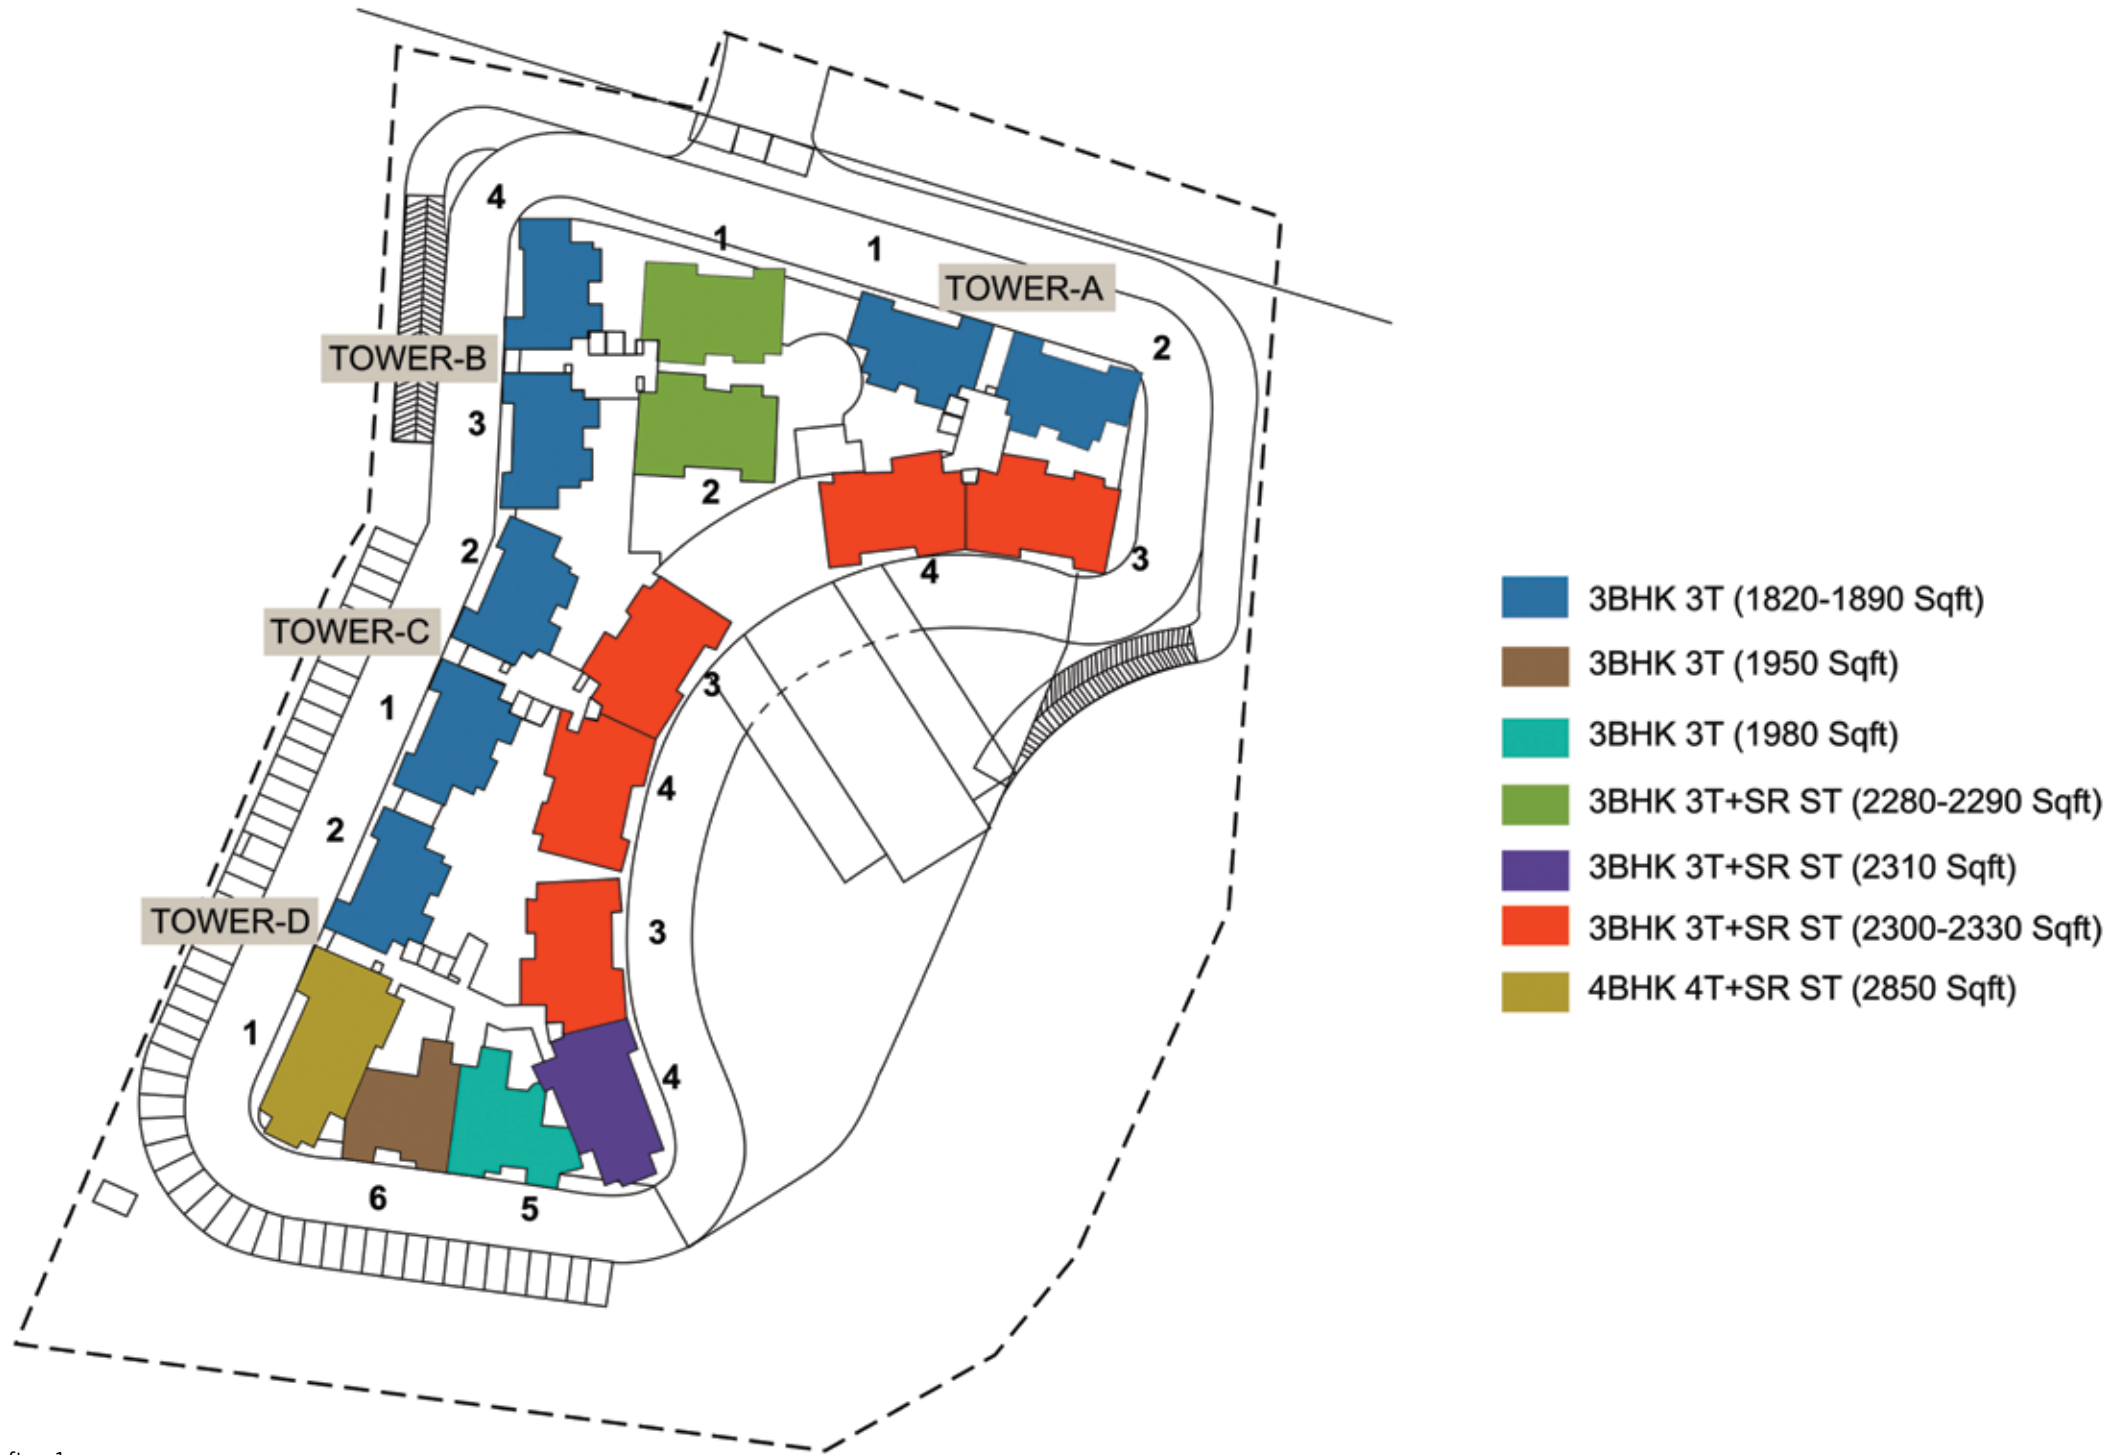 4
1
1
TOWER-A
2
TOWER-B
3
2
2
4
3
TOWER-C
3
1
4
2
TOWER-D
3
1
4
6
5
3BHK 3T (1820-1890 Sqft)
3BHK 3T (1950 Sqft)
3BHK 3T (1980 Sqft)
3BHK 3T+SR ST (2280-2290 Sqft)
3BHK 3T+SR ST (2310 Sqft)
3BHK 3T+SR ST (2300-2330 Sqft)
4BHK 4T+SR ST (2850 Sqft)